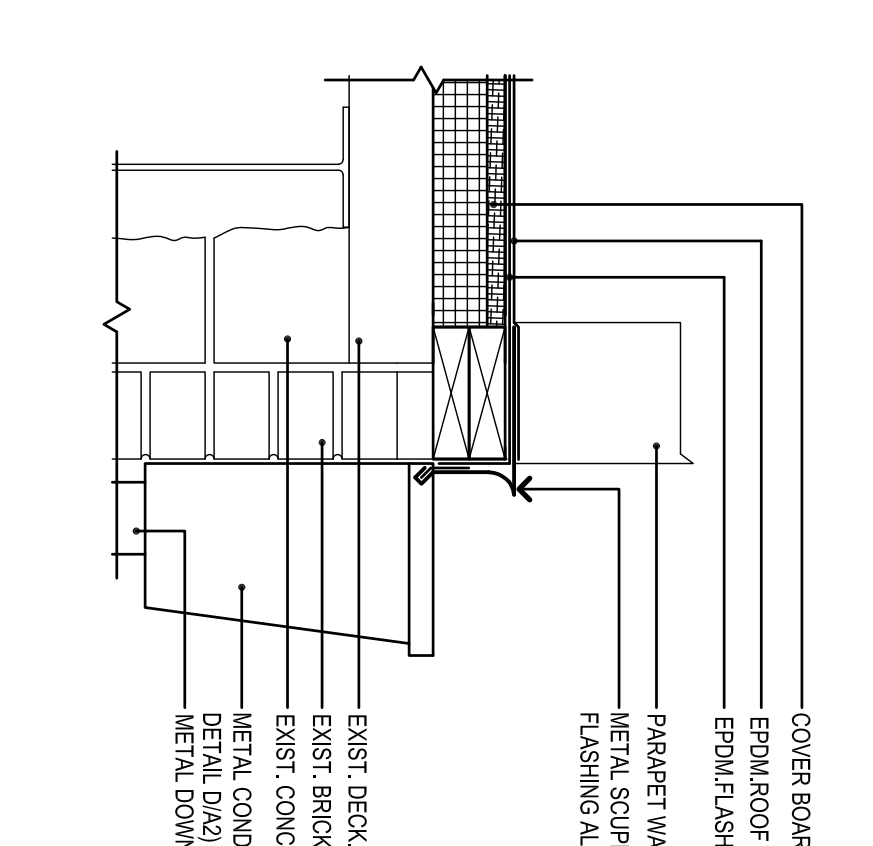 COVER BOAR
EPDM.ROOF
EPDM.FLASH
PARAPET WA
METAL SCUP
FLASHING AL
EXIST. DECK.
EXIST. BRICK
EXIST. CONC
METAL COND
DETAIL D/A2)
METAL DOWN